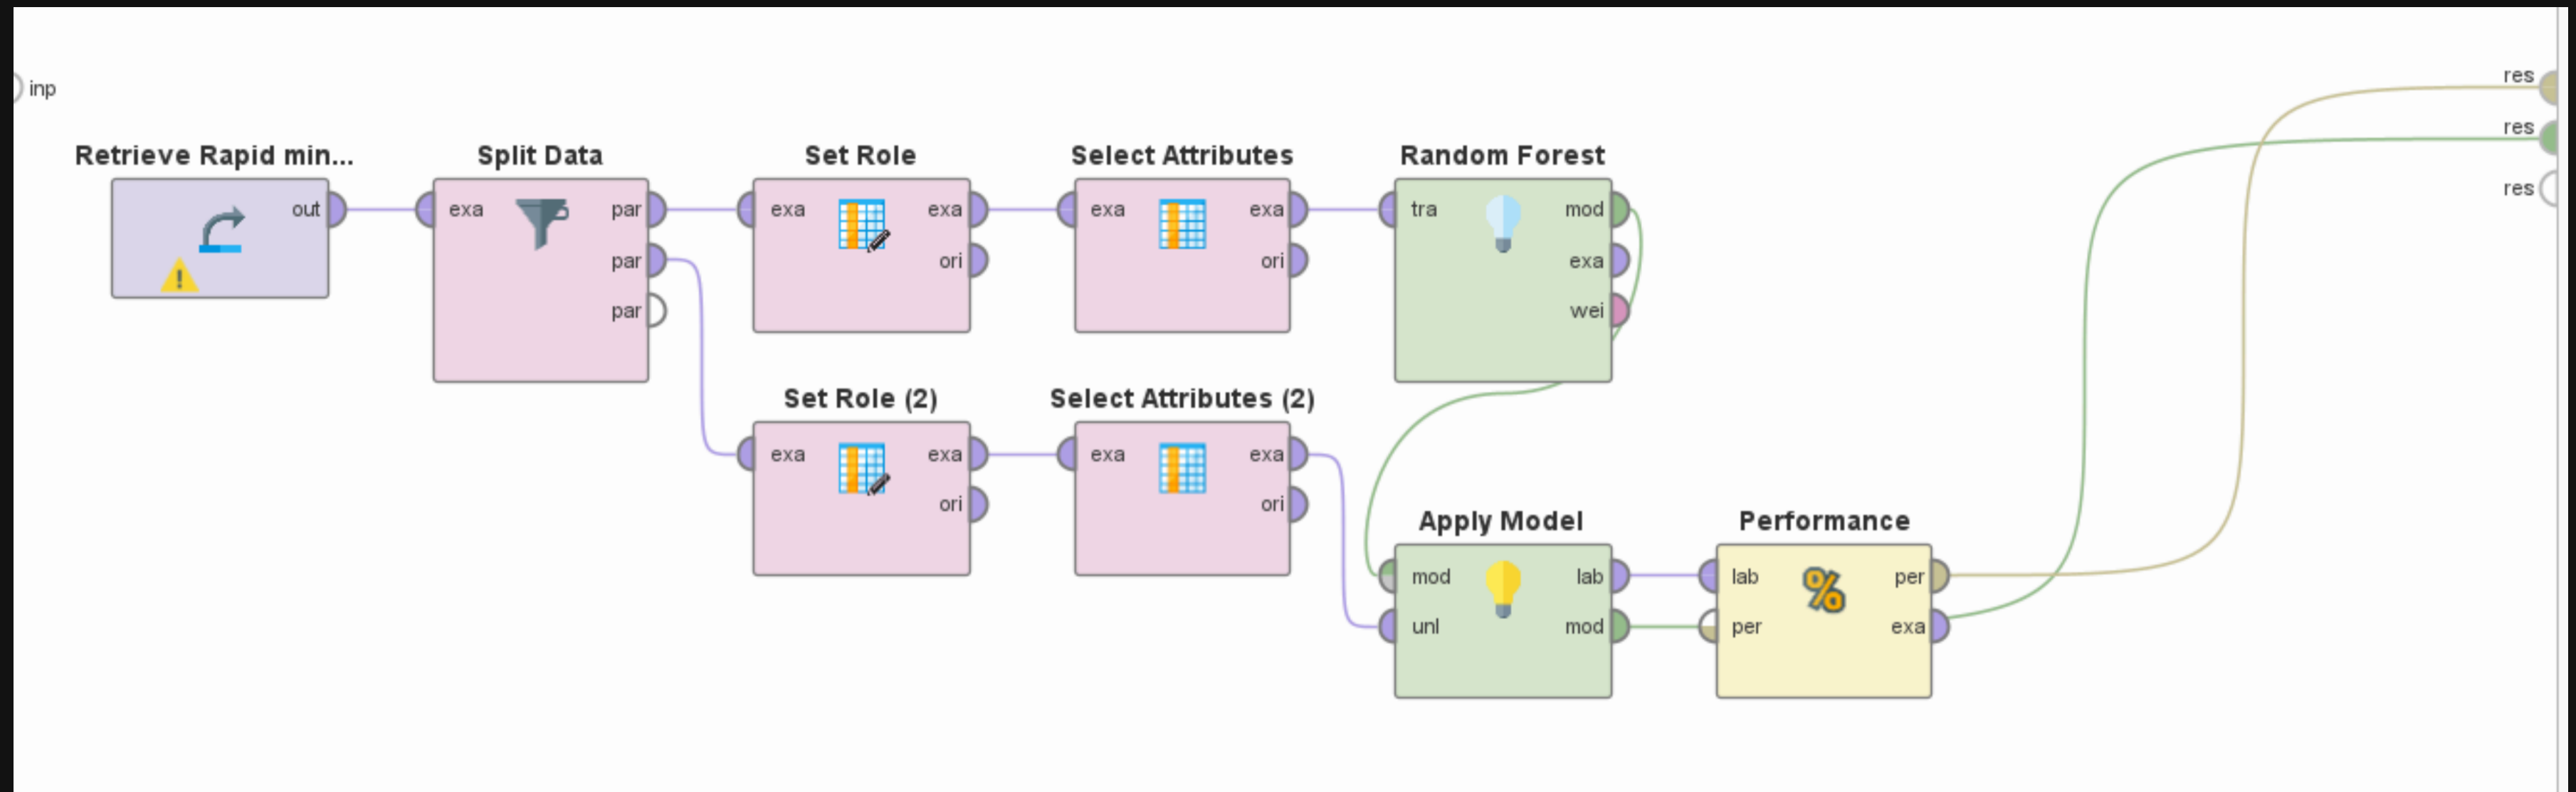 inp
res
res
res
Retrieve Rapid min...
out
Split Data
exa par
par
par
Set Role
exa exa
ori
Select Attributes
exa exa
ori
Random Forest
tra mod
exa
wei
Set Role (2)
exa exa
ori
Select Attributes (2)
exa exa
ori
Apply Model
mod lab
unl mod
Performance
lab % per
per exa